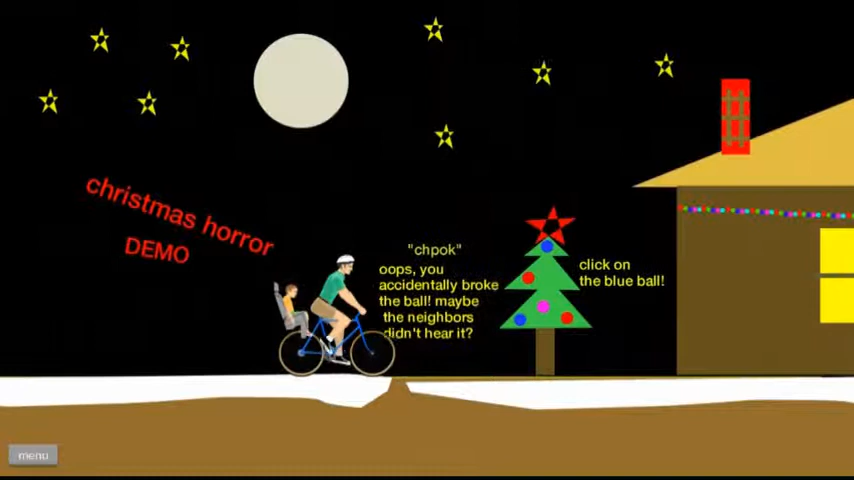 christmas horror
DEMO
"chpok"
oops, you
accidentally broke
the ball! maybe
the neighbors
didn't hear it?
click on
the blue ball!
menu